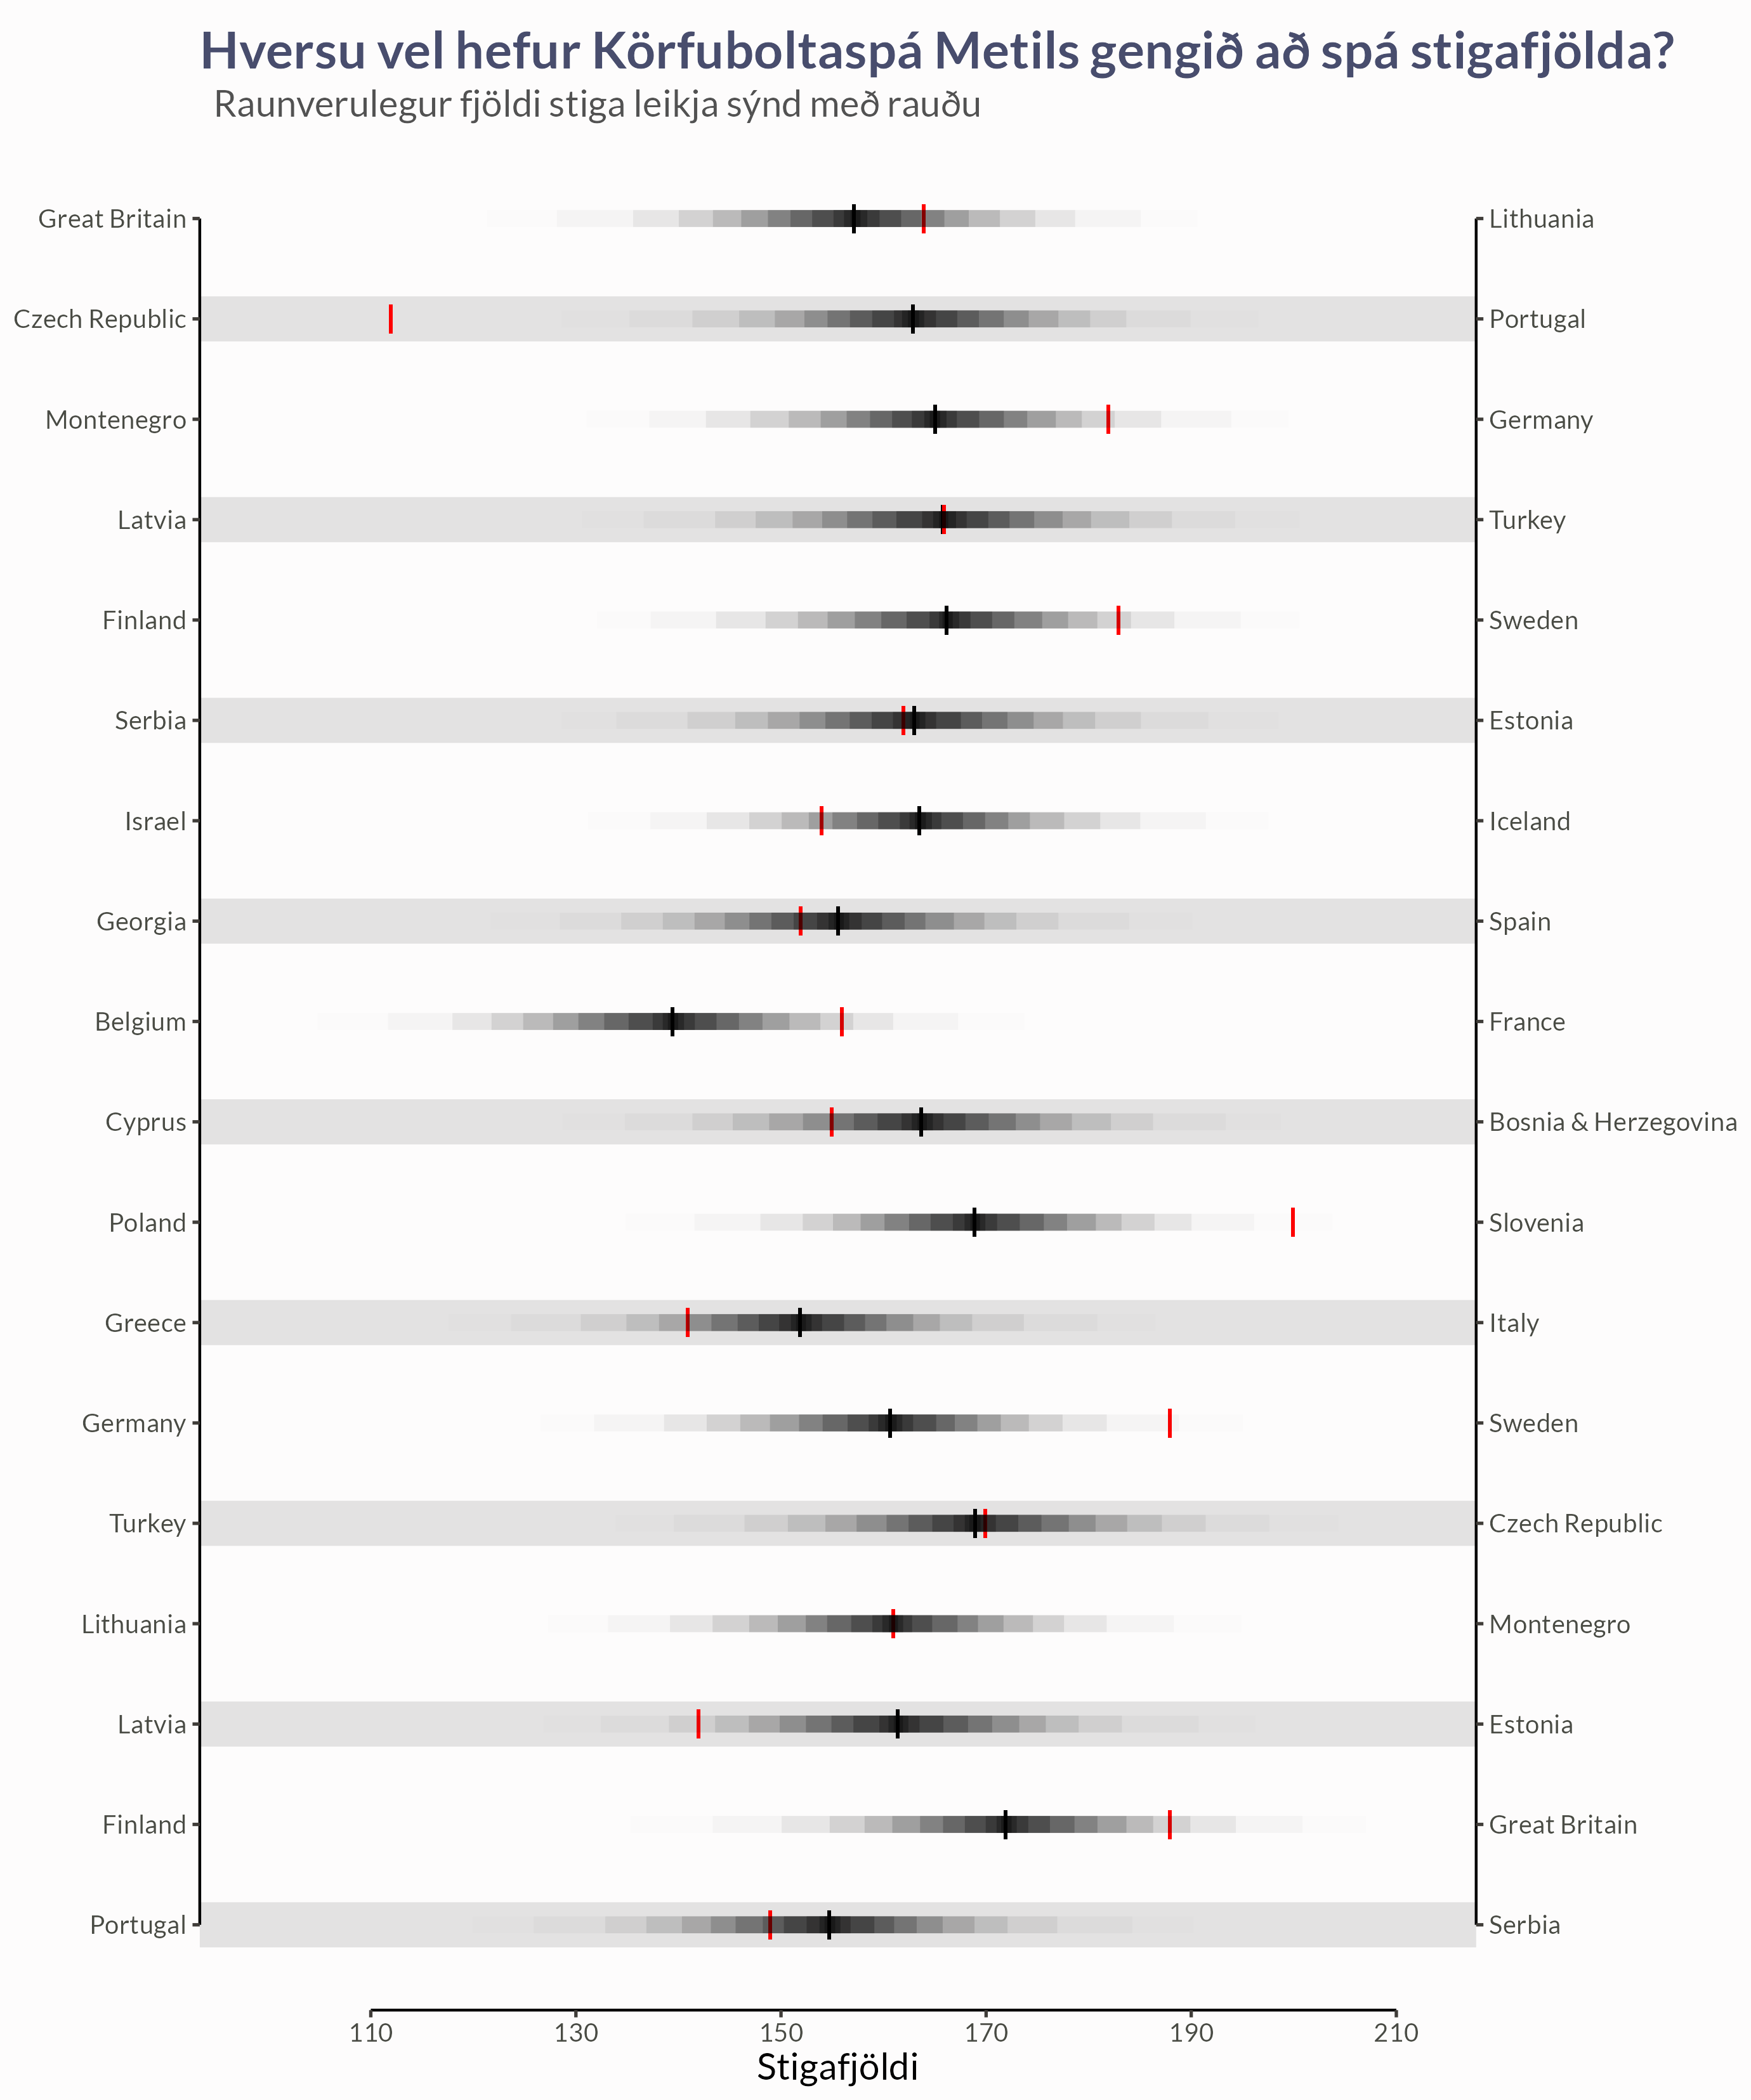 Hversu vel hefur Körfuboltaspá Metils gengið að spá stigafjölda?
Raunverulegur fjöldi stiga leikja sýnd með rauðu
Great Britain Lithuania
Czech Republic Portugal
Montenegro Germany
Latvia Turkey
Finland Sweden
Serbia Estonia
Israel Iceland
Georgia Spain
Belgium France
Cyprus Bosnia & Herzegovina
Poland Slovenia
Greece Italy
Germany Sweden
Turkey Czech Republic
Lithuania Montenegro
Latvia Estonia
Finland Great Britain
Portugal Serbia
110 130 150 170 190 210
Stigafjöldi